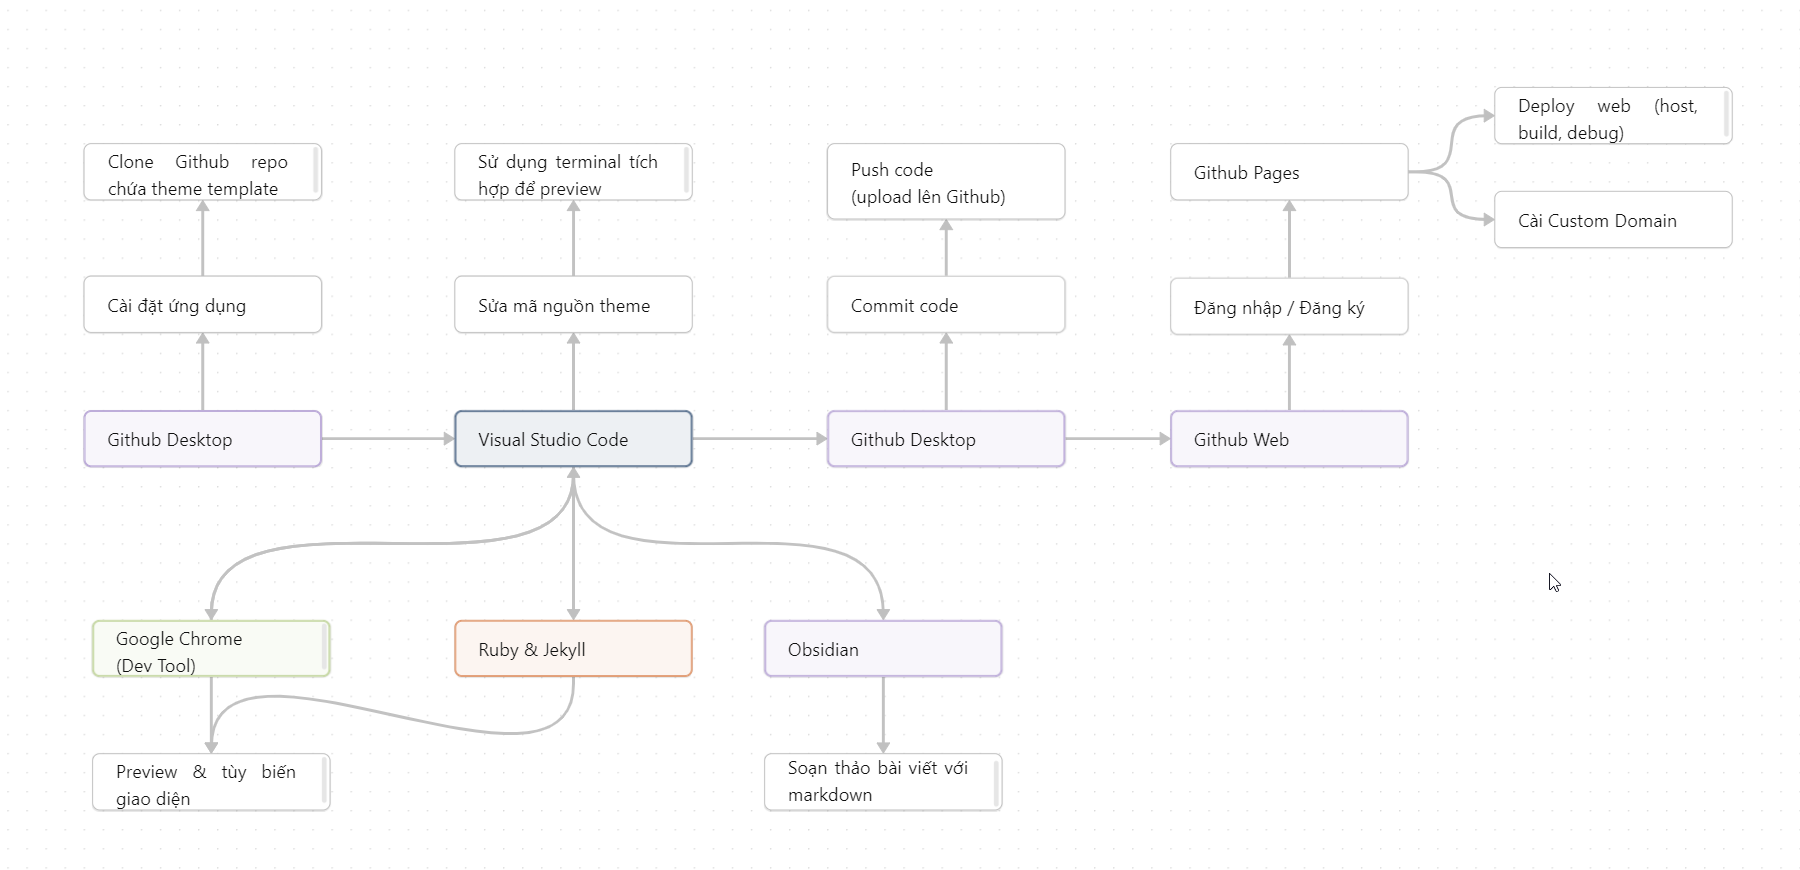 Deploy web (host,
build, debug)
Clone Github repo
chứa theme template
Sử dụng terminal tích
hợp để preview
Push code
(upload lên Github)
Github Pages
Cài Custom Domain
Cài đặt ứng dụng
Sửa mã nguồn theme
Commit code
Đăng nhập / Đăng ký
Github Desktop
Visual Studio Code
Github Desktop
Github Web
Google Chrome
(Dev Tool)
Ruby & Jekyll
Obsidian
Preview & tùy biến
giao diện
Soạn thảo bài viết với
markdown